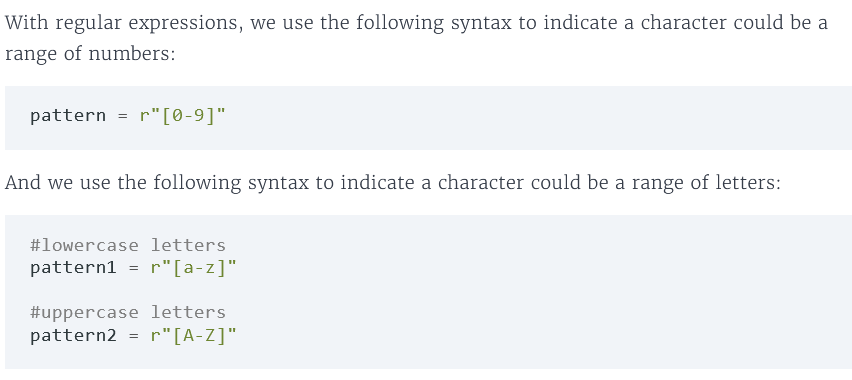 With regular expressions, we use the following syntax to indicate a character could be a
range of numbers:
pattern = r"[0-9]"
And we use the following syntax to indicate a character could be a range of letters:
#lowercase letters
pattern1 = r"[a-z]"
#uppercase letters
pattern2 = r"[A-Z]"